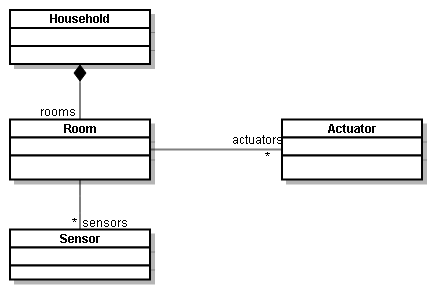 Household
rooms
Room
actuators
*
Actuator
* sensors
Sensor